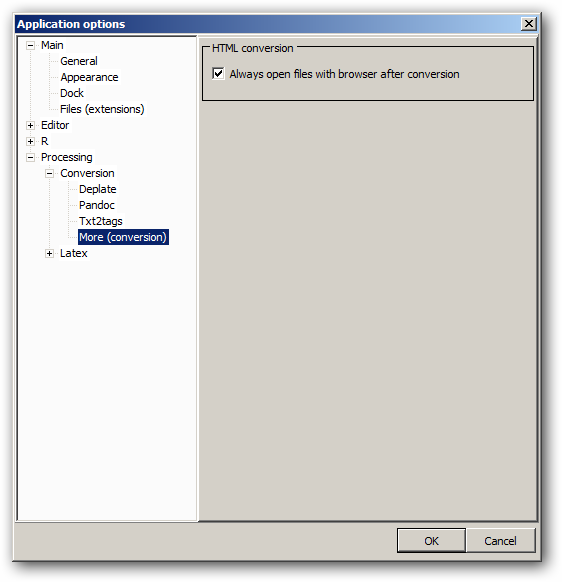 Application options
Main
General
Appearance
Dock
Files (extensions)
Editor
R
Processing
Conversion
Deplate
Pandoc
Txt2tags
More (conversion)
Latex
HTML conversion
Always open files with browser after conversion
OK
Cancel